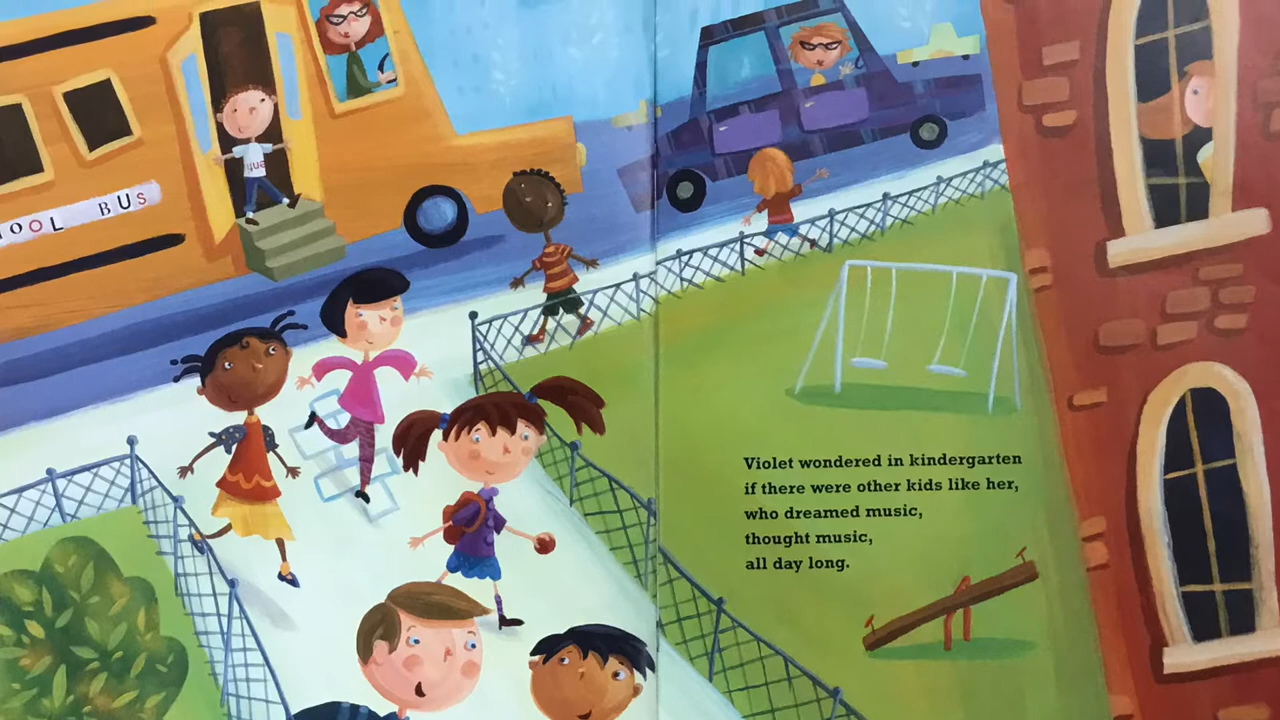 OOL BUS
Violet wondered in kindergarten
if there were other kids like her,
who dreamed music,
thought music,
all day long.